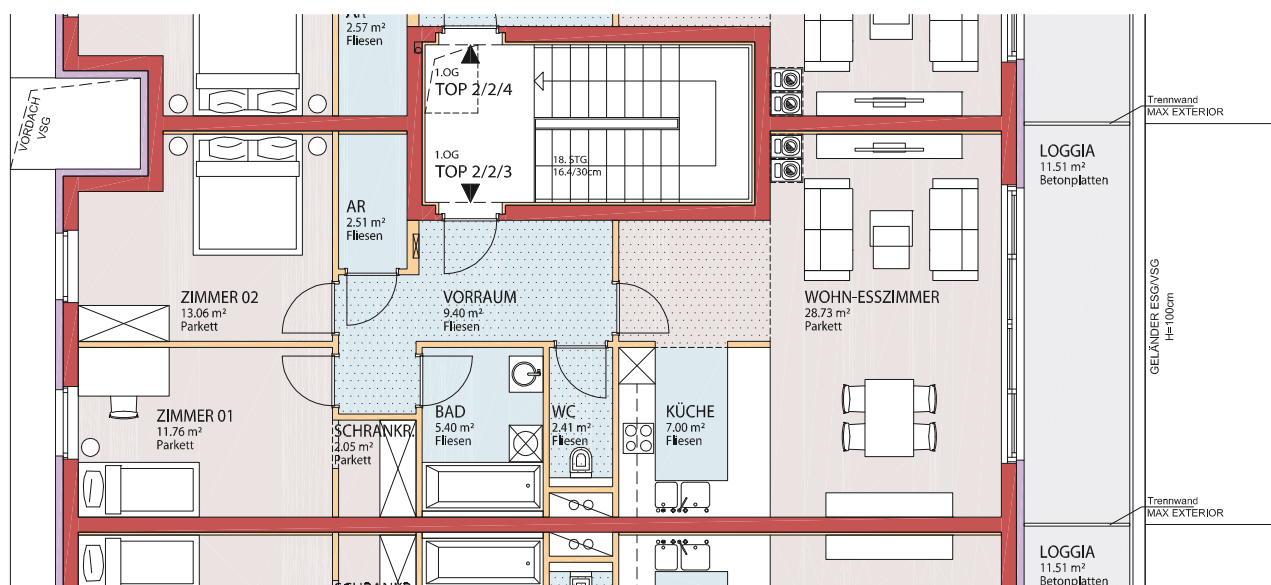 AR
2.57 m²
Fliesen
VORDACH
VSG
1.OG
TOP 2/2/4
1.OG
TOP 2/2/3
18. STG.
16.4/30cm
Trennwand
MAX EXTERIOR
LOGGIA
11.51 m²
Betonplatten
AR
2.51 m²
Fliesen
ZIMMER 02
13.06 m²
Parkett
VORRAUM
9.40 m²
Fliesen
WOHN-ESSZIMMER
28.73 m²
Parkett
GELÄNDER ESG/VSG
H=100cm
ZIMMER 01
11.76 m²
Parkett
SCHRANKR.
2.05 m²
Parkett
BAD
5.40 m²
Fliesen
WC
2.41 m²
Fliesen
KÜCHE
7.00 m²
Fliesen
Trennwand
MAX EXTERIOR
LOGGIA
11.51 m²
Betonplatten
SCHRANKR.